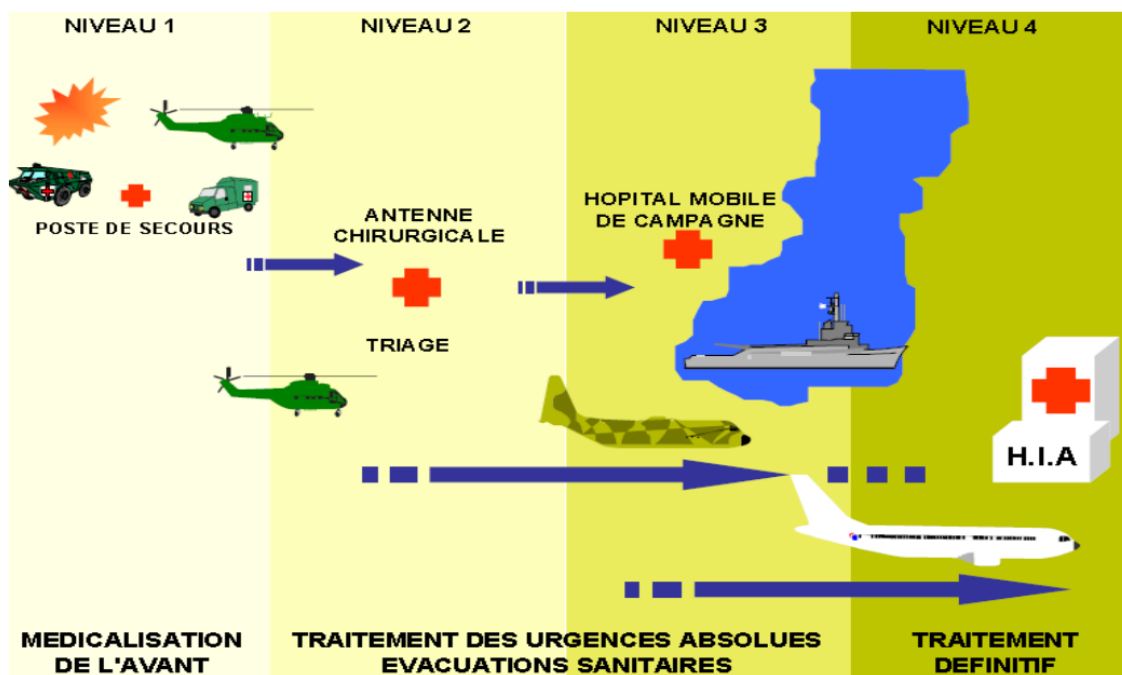 NIVEAU 1
NIVEAU 2
NIVEAU 3
NIVEAU 4
POSTE DE SECOURS
ANTENNE
CHIRURGICALE
TRIAGE
HOPITAL MOBILE
DE CAMPAGNE
H.I.A
MEDICALISATION
DE L'AVANT
TRAITEMENT DES URGENCES ABSOLUES
EVACUATIONS SANITAIRES
TRAITEMENT
DEFINITIF